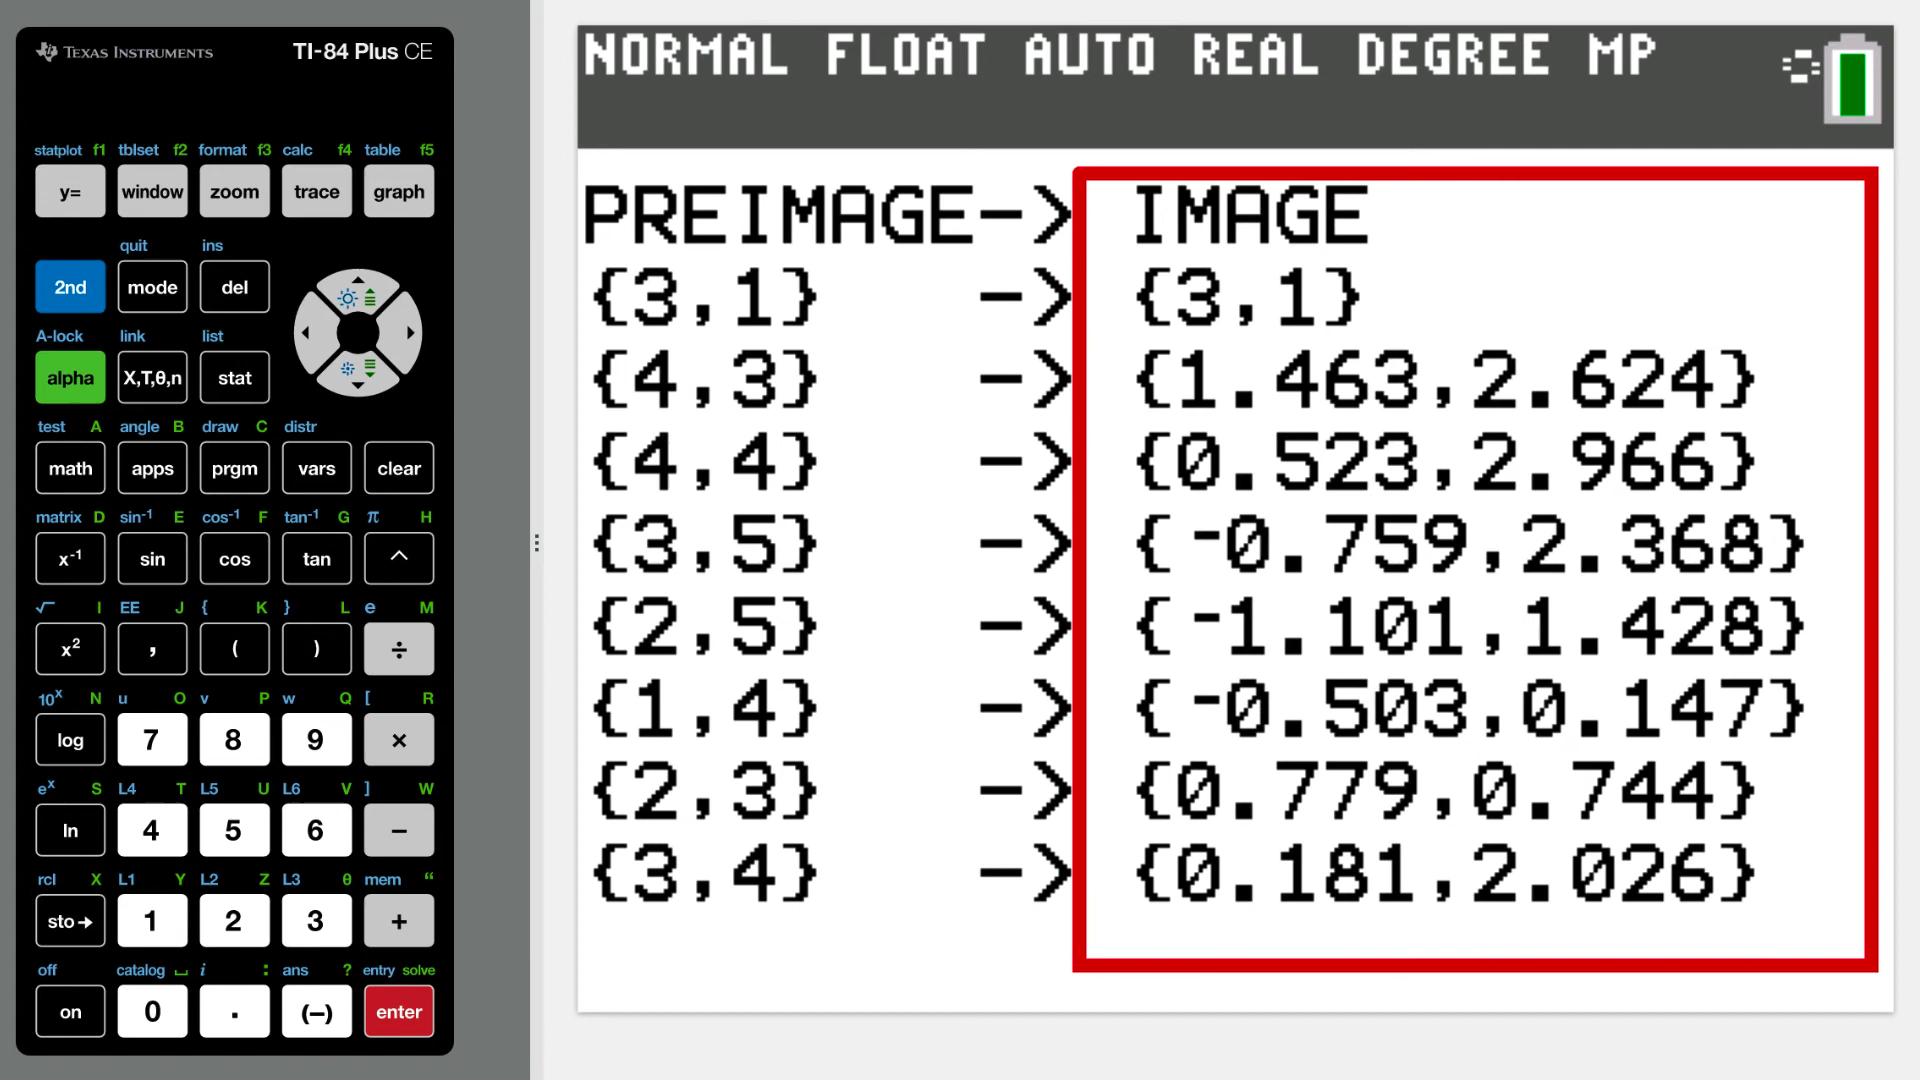 TEXAS INSTRUMENTS TI-84 Plus CE
statplot f1 tblset f2 format f3 calc f4 table f5
y= window zoom trace graph
quit ins
2nd mode del
A-lock link list
alpha X,T,θ,n stat
test A angle B draw C distr
math apps prgm vars clear
matrix D sin⁻¹ E cos⁻¹ F tan⁻¹ G π H
x⁻¹ sin cos tan ^
√ I EE J { K } L e M
x² , ( ) ÷
10ˣ N u O v P w Q [ R
log 7 8 9 ×
eˣ S L4 T L5 U L6 V ] W
ln 4 5 6 −
rcl X L1 Y L2 Z L3 θ mem “
sto→ 1 2 3 +
off catalog ⎵ i : ans ? entry solve
on 0 . (−) enter
NORMAL FLOAT AUTO REAL DEGREE MP
PREIMAGE-> IMAGE
{3,1} -> {3,1}
{4,3} -> {1.463,2.624}
{4,4} -> {0.523,2.966}
{3,5} -> {-0.759,2.368}
{2,5} -> {-1.101,1.428}
{1,4} -> {-0.503,0.147}
{2,3} -> {0.779,0.744}
{3,4} -> {0.181,2.026}